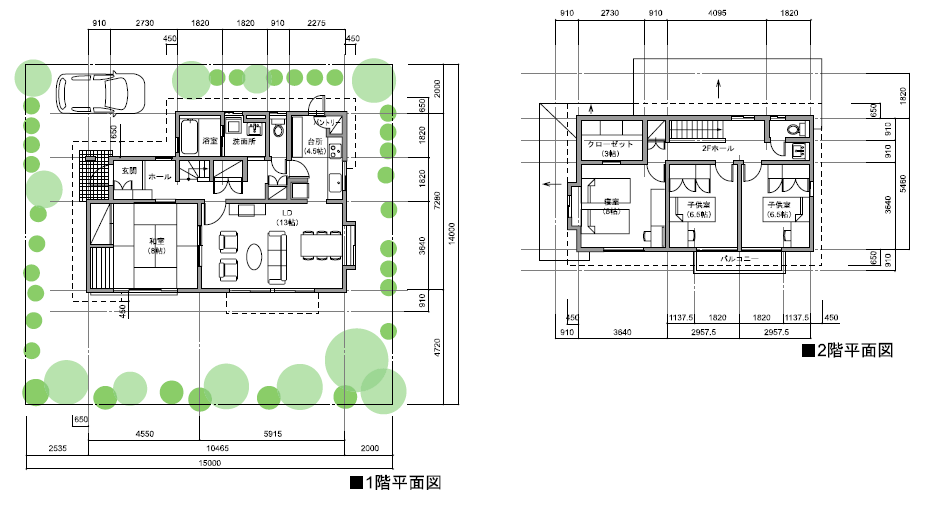 910 2730 1820 1820 910 2275
450 450
2000
650
1820
1820
7280
14000
3640
910
4720
650
浴室
洗面所
パントリー
台所
(4.5帖)
玄関
ホール
LD
(13帖)
和室
(8帖)
450
650
4550 5915
2535 10465 2000
15000
■1階平面図
910 2730 910 4095 1820
1820
650
910
910
5460
3640
650
910
クローゼット
(3帖)
2Fホール
寝室
(8帖)
子供室
(6.5帖)
子供室
(6.5帖)
バルコニー
450 1137.5 1820 1820 1137.5 450
910 3640 2957.5 2957.5
■2階平面図